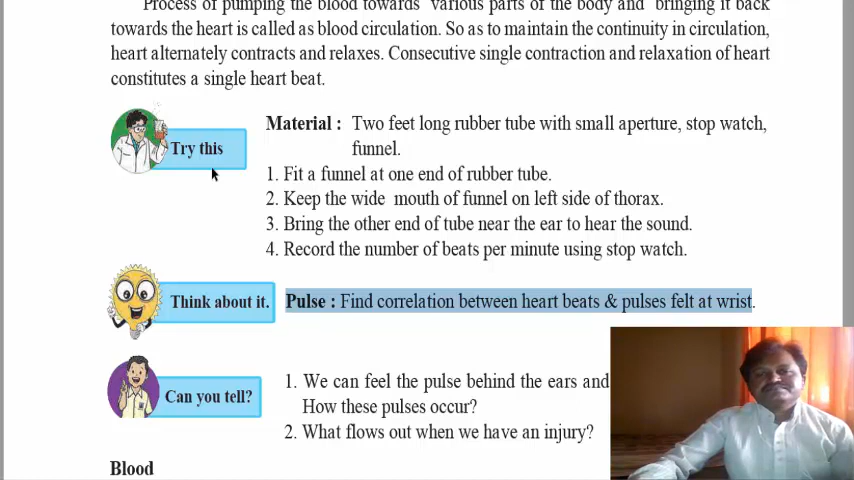 Process of pumping the blood towards various parts of the body and bringing it back
towards the heart is called as blood circulation. So as to maintain the continuity in circulation,
heart alternately contracts and relaxes. Consecutive single contraction and relaxation of heart
constitutes a single heart beat.
Try this
Material : Two feet long rubber tube with small aperture, stop watch,
funnel.
1. Fit a funnel at one end of rubber tube.
2. Keep the wide mouth of funnel on left side of thorax.
3. Bring the other end of tube near the ear to hear the sound.
4. Record the number of beats per minute using stop watch.
Think about it.
Pulse : Find correlation between heart beats & pulses felt at wrist.
Can you tell?
1. We can feel the pulse behind the ears and
How these pulses occur?
2. What flows out when we have an injury?
Blood